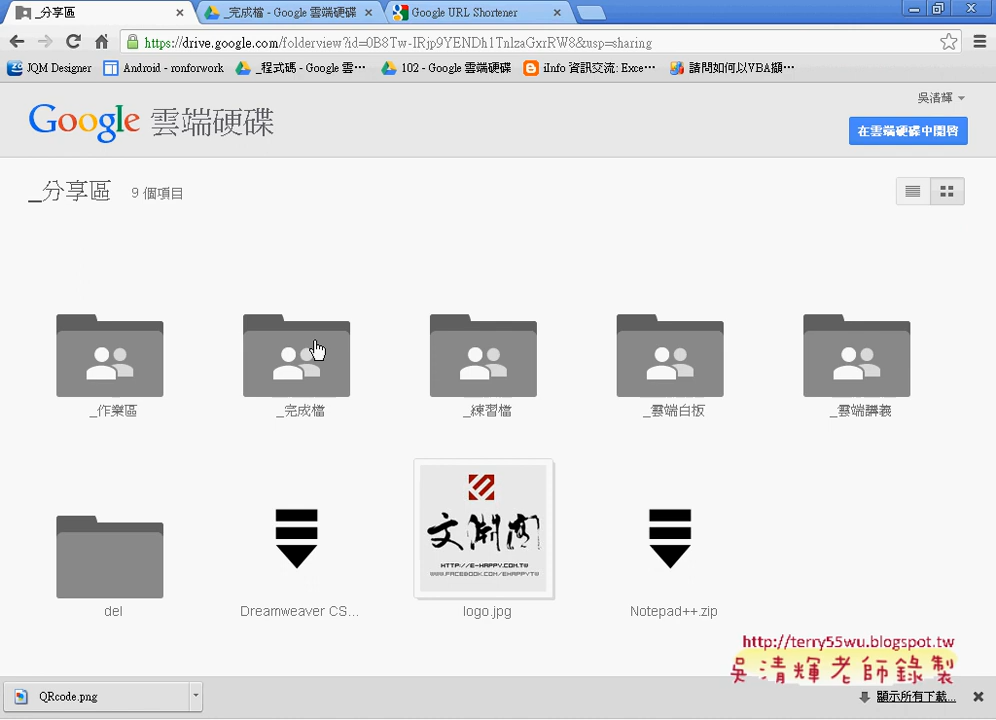 _分享區
_完成檔 - Google 雲端硬碟
Google URL Shortener
https://drive.google.com/folderview?id=0B8Tw-IRjp9YENDh1TnlzaGxrRW8&usp=sharing
JQM Designer
Android - ronforwork
_程式碼 - Google 雲…
102 - Google 雲端硬碟
iInfo 資訊交流: Exce…
請問如何以VBA擷…
Google 雲端硬碟
吳清輝
在雲端硬碟中開啓
_分享區 9 個項目
_作業區
_完成檔
_練習檔
_雲端白板
_雲端講義
文淵閣
HTTP://E-HAPPY.COM.TW
WWW.FACEBOOK.COM/EHAPPYTW
del
Dreamweaver CS...
logo.jpg
Notepad++.zip
http://terry55wu.blogspot.tw
吳清輝老師錄製
QRcode.png
顯示所有下載...